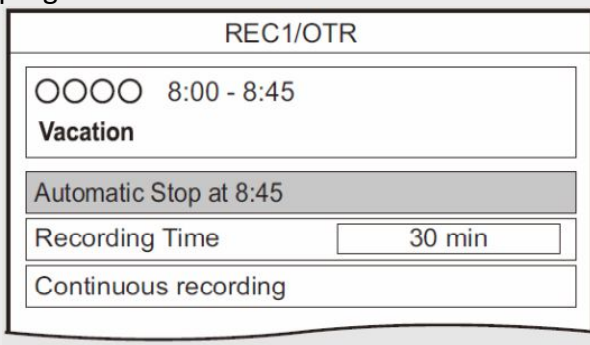 REC1/OTR
○○○○ 8:00 - 8:45
Vacation
Automatic Stop at 8:45
Recording Time 30 min
Continuous recording